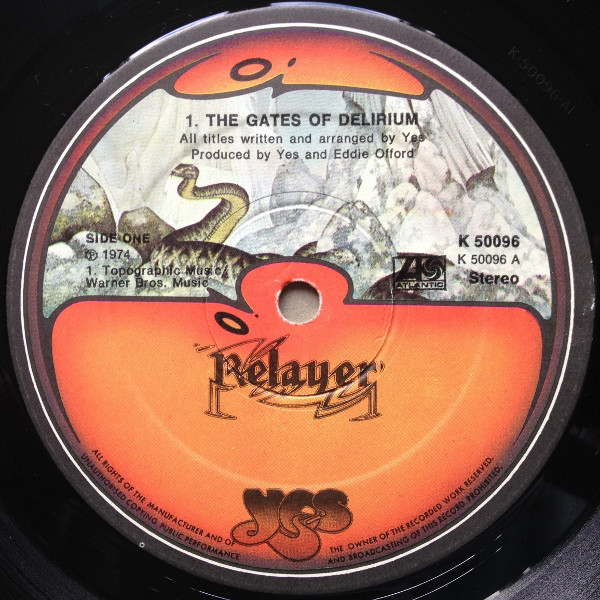 K·50096·A1
1. THE GATES OF DELIRIUM
All titles written and arranged by Yes
Produced by Yes and Eddie Offord
SIDE ONE
℗ 1974
1. Topographic Music/
Warner Bros. Music
K 50096
K 50096 A
Stereo
ATLANTIC
"Relayer"
YES
ALL RIGHTS OF THE MANUFACTURER AND OF THE OWNER OF THE RECORDED WORK RESERVED.
UNAUTHORISED COPYING PUBLIC PERFORMANCE AND BROADCASTING OF THIS RECORD PROHIBITED.